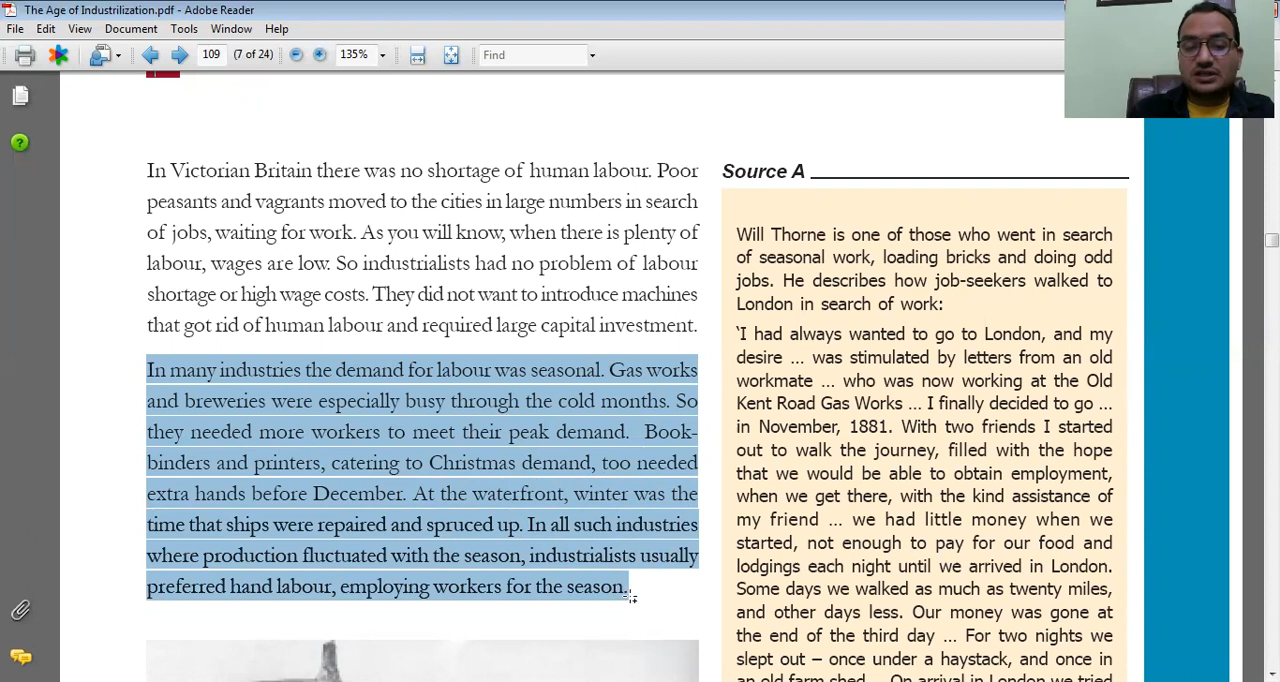 The Age of Industrilization.pdf - Adobe Reader
File Edit View Document Tools Window Help
109 (7 of 24) 135% Find
In Victorian Britain there was no shortage of human labour. Poor
peasants and vagrants moved to the cities in large numbers in search
of jobs, waiting for work. As you will know, when there is plenty of
labour, wages are low. So industrialists had no problem of labour
shortage or high wage costs. They did not want to introduce machines
that got rid of human labour and required large capital investment.
In many industries the demand for labour was seasonal. Gas works
and breweries were especially busy through the cold months. So
they needed more workers to meet their peak demand. Book-
binders and printers, catering to Christmas demand, too needed
extra hands before December. At the waterfront, winter was the
time that ships were repaired and spruced up. In all such industries
where production fluctuated with the season, industrialists usually
preferred hand labour, employing workers for the season.
Source A
Will Thorne is one of those who went in search
of seasonal work, loading bricks and doing odd
jobs. He describes how job-seekers walked to
London in search of work:
‘I had always wanted to go to London, and my
desire … was stimulated by letters from an old
workmate … who was now working at the Old
Kent Road Gas Works … I finally decided to go …
in November, 1881. With two friends I started
out to walk the journey, filled with the hope
that we would be able to obtain employment,
when we get there, with the kind assistance of
my friend … we had little money when we
started, not enough to pay for our food and
lodgings each night until we arrived in London.
Some days we walked as much as twenty miles,
and other days less. Our money was gone at
the end of the third day … For two nights we
slept out – once under a haystack, and once in
an old farm shed … On arrival in London we tried